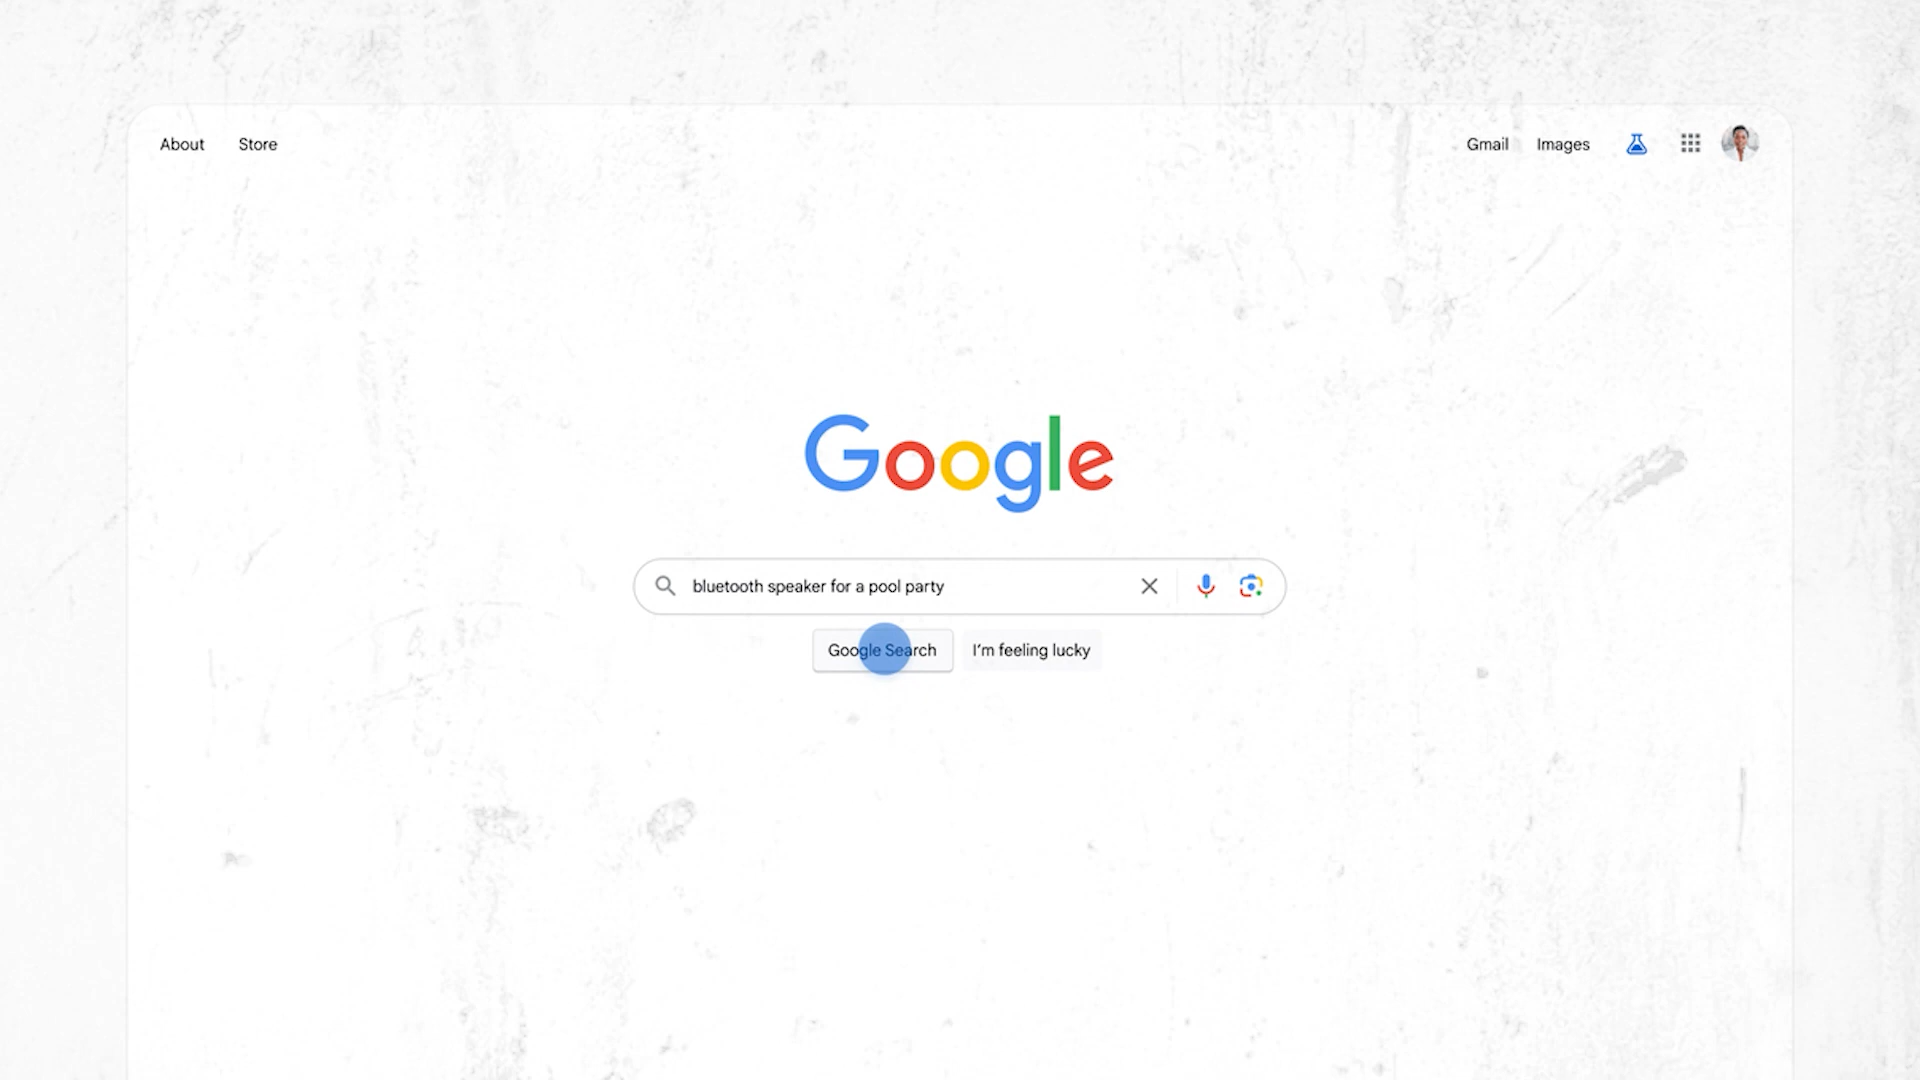 About Store Gmail Images
Google
bluetooth speaker for a pool party
Google Search I'm feeling lucky